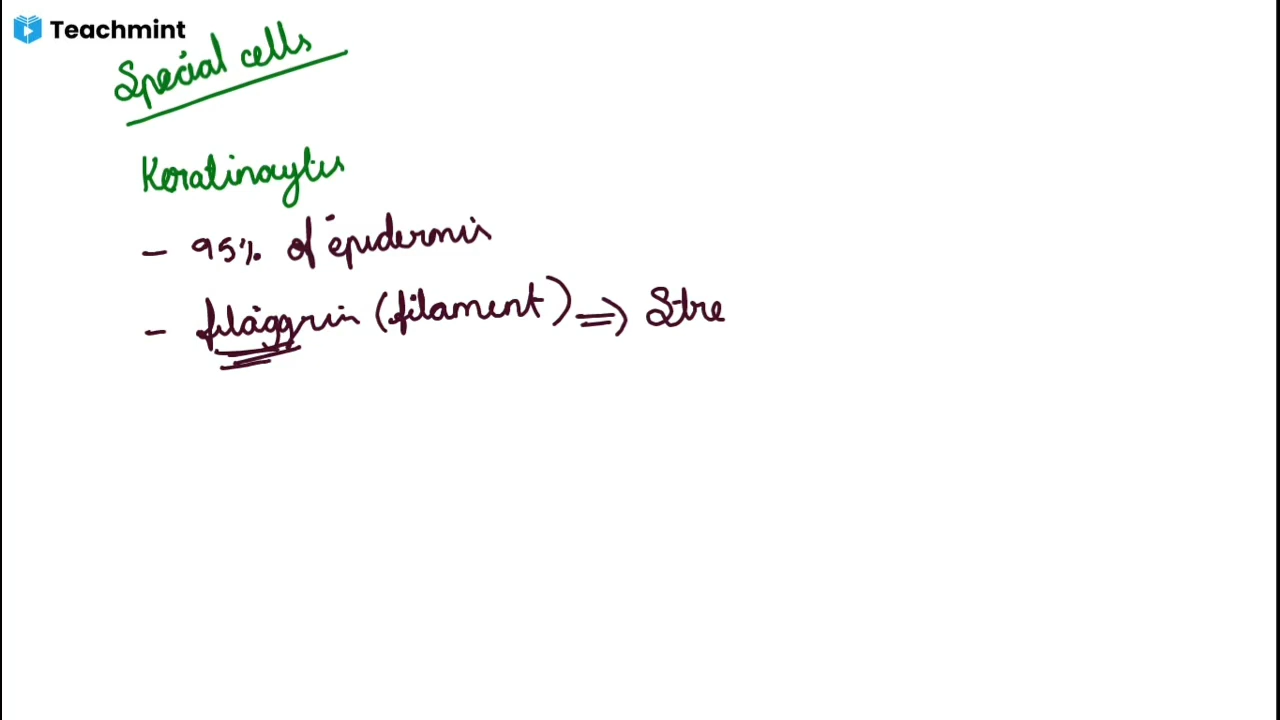 Teachmint
Special cells
Keratinocytes
- 95% of epidermis
- filaggrin (filament) ⇒ Stre